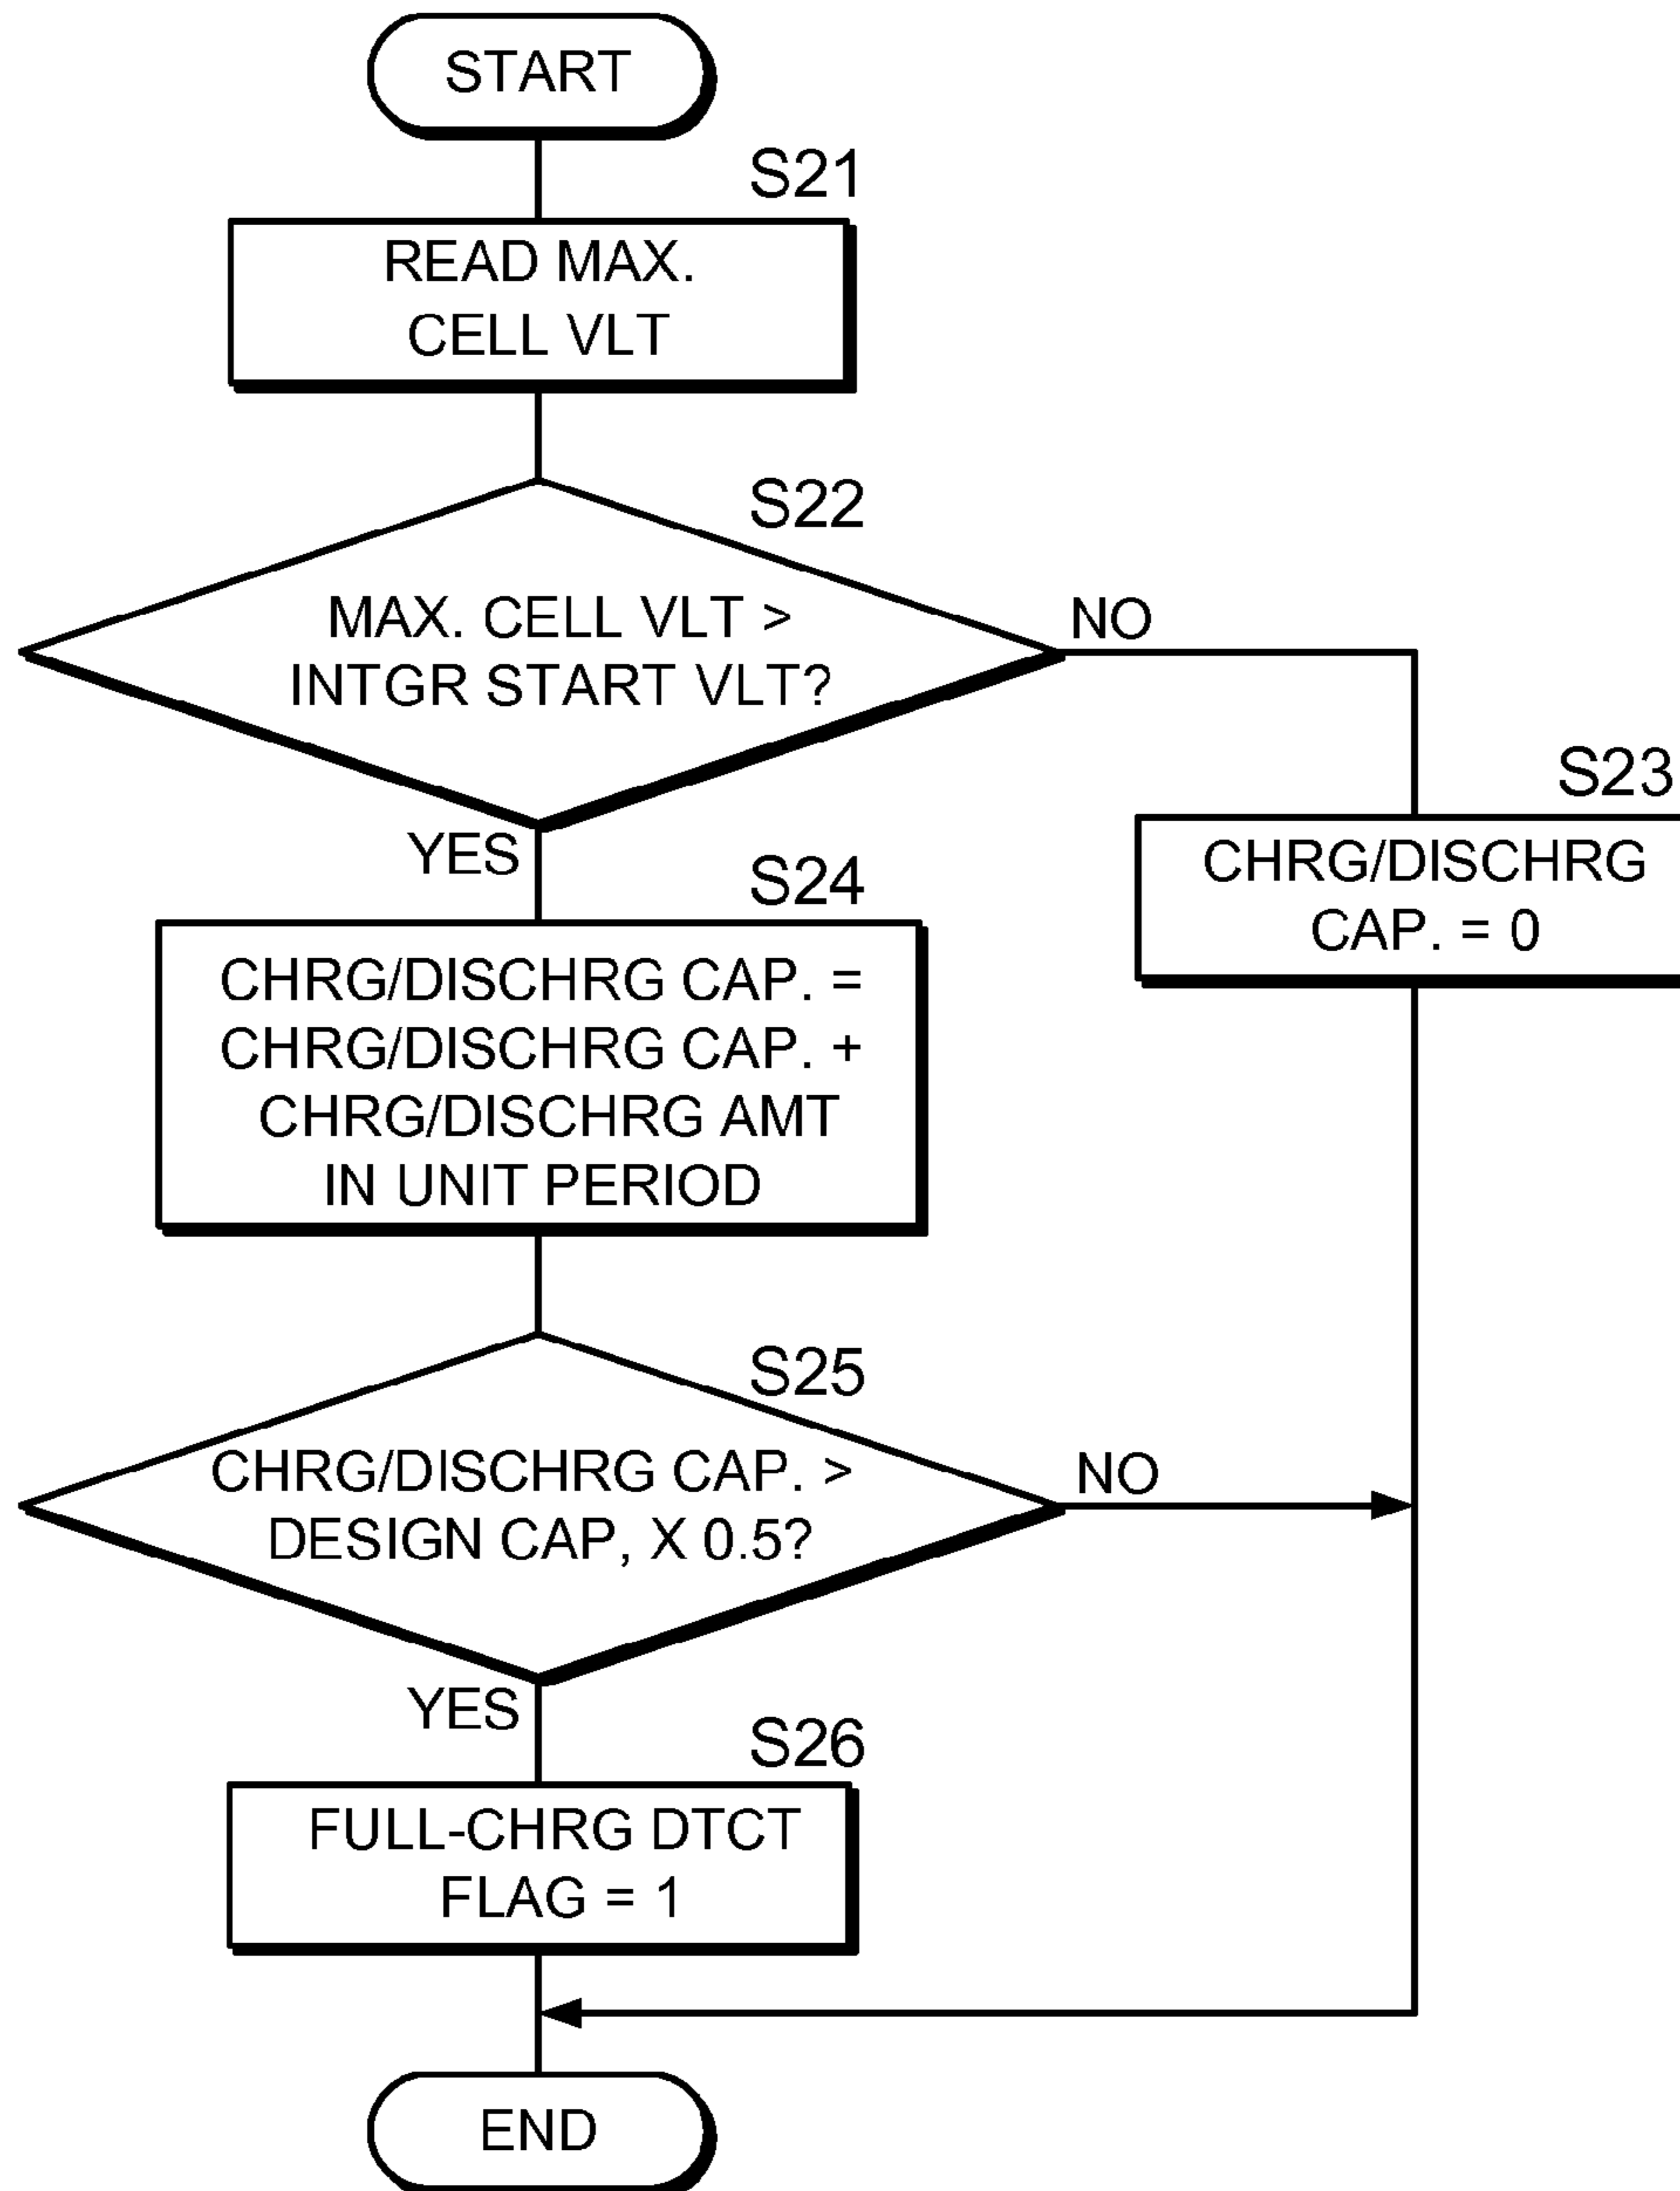 START
S21
READ MAX.
CELL VLT
S22
MAX. CELL VLT >
INTGR START VLT?
NO
YES
S23
CHRG/DISCHRG
CAP. = 0
S24
CHRG/DISCHRG CAP. =
CHRG/DISCHRG CAP. +
CHRG/DISCHRG AMT
IN UNIT PERIOD
S25
CHRG/DISCHRG CAP. >
DESIGN CAP, X 0.5?
NO
YES
S26
FULL-CHRG DTCT
FLAG = 1
END